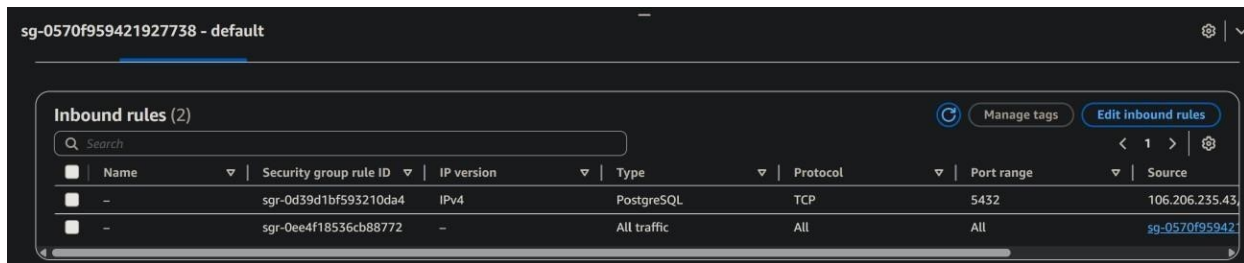 sg-0570f959421927738 - default
Inbound rules (2)
Manage tags
Edit inbound rules
Search
1
Name Security group rule ID IP version Type Protocol Port range Source
– sgr-0d39d1bf593210da4 IPv4 PostgreSQL TCP 5432 106.206.235.43/
– sgr-0ee4f18536cb88772 – All traffic All All sg-0570f95942